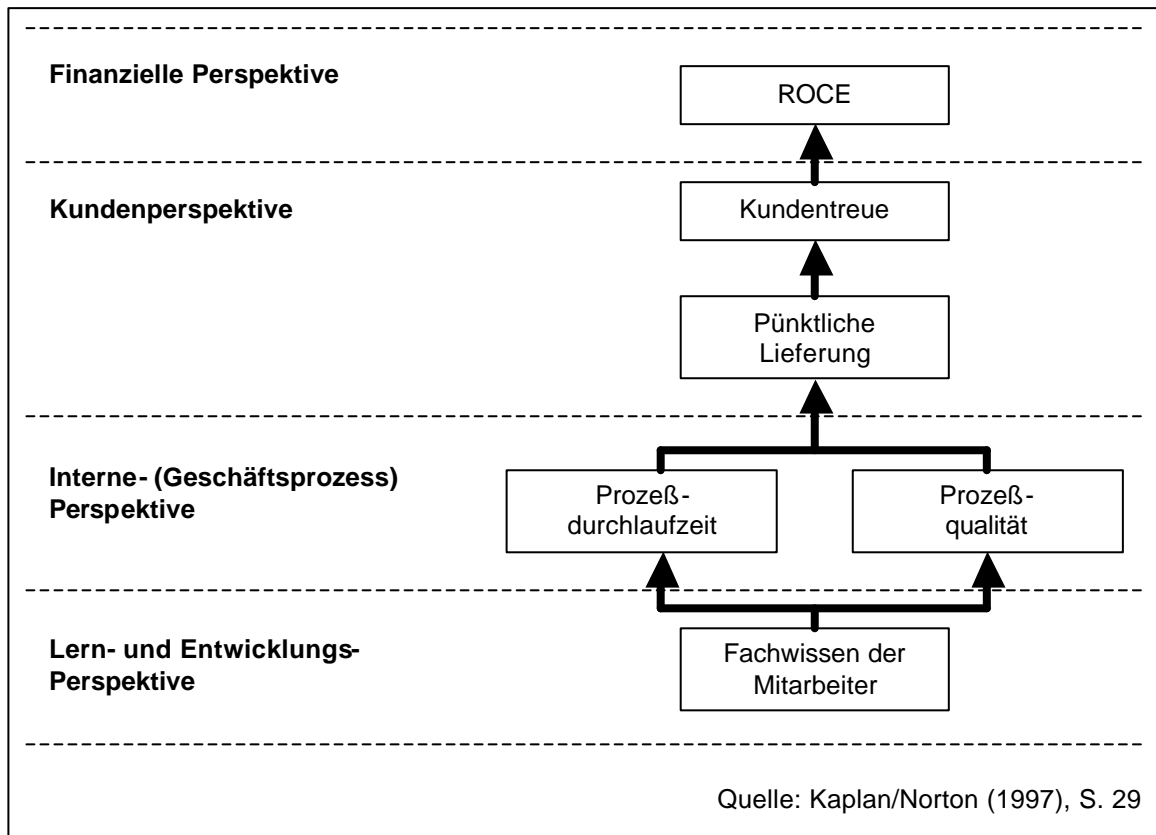 Finanzielle Perspektive
ROCE
Kundenperspektive
Kundentreue
Pünktliche
Lieferung
Interne- (Geschäftsprozess)
Perspektive
Prozeß-
durchlaufzeit
Prozeß-
qualität
Lern- und Entwicklungs-
Perspektive
Fachwissen der
Mitarbeiter
Quelle: Kaplan/Norton (1997), S. 29